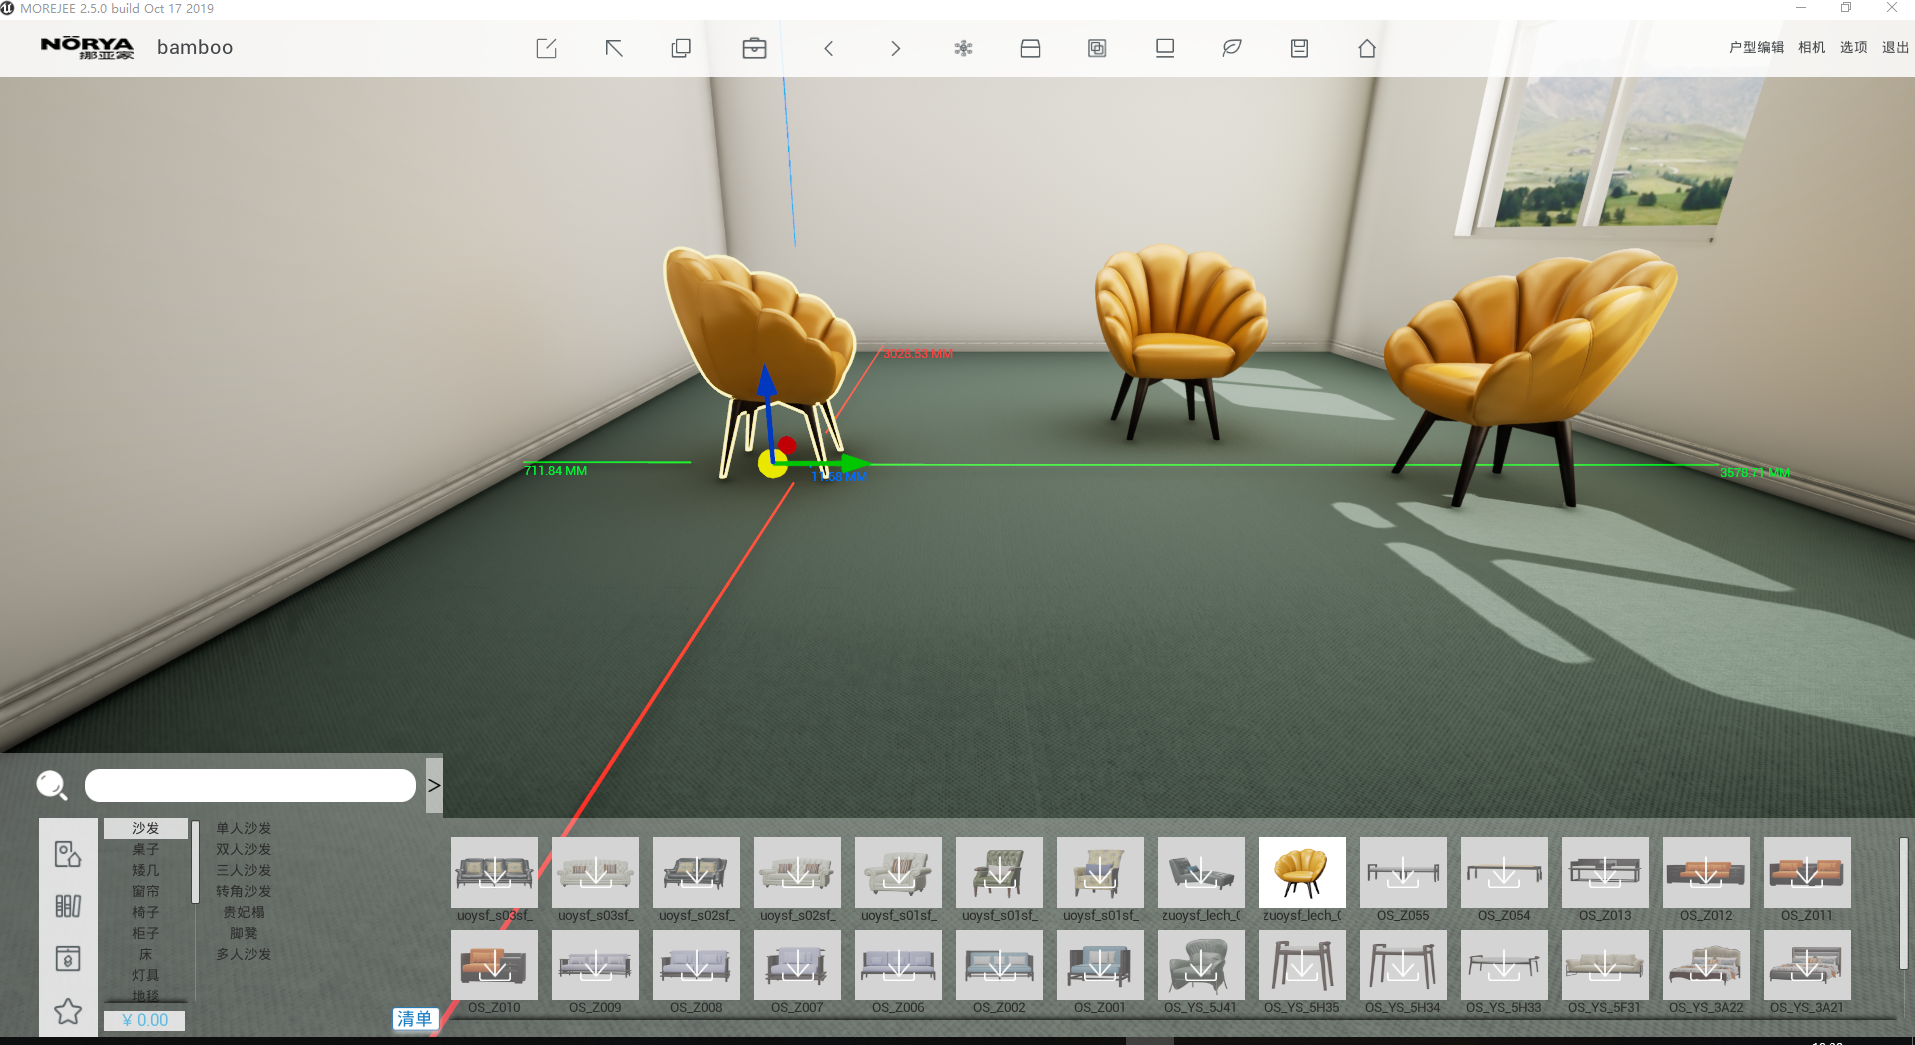 MOREJEE 2.5.0 build Oct 17 2019
NORYA 挪亚家 bamboo
户型编辑 相机 选项 退出
3028.53 MM
711.84 MM
11.58 MM
3578.71 MM
>
沙发 单人沙发
桌子 双人沙发
矮几 三人沙发
窗帘 转角沙发
椅子 贵妃榻
柜子 脚凳
床 多人沙发
灯具
地毯
¥ 0.00
清单
uoysf_s03sf_ uoysf_s03sf_ uoysf_s02sf_ uoysf_s02sf_ uoysf_s01sf_ uoysf_s01sf_ uoysf_s01sf_ zuoysf_lech_( zuoysf_lech_( OS_Z055 OS_Z054 OS_Z013 OS_Z012 OS_Z011
OS_Z010 OS_Z009 OS_Z008 OS_Z007 OS_Z006 OS_Z002 OS_Z001 OS_YS_5J41 OS_YS_5H35 OS_YS_5H34 OS_YS_5H33 OS_YS_5F31 OS_YS_3A22 OS_YS_3A21